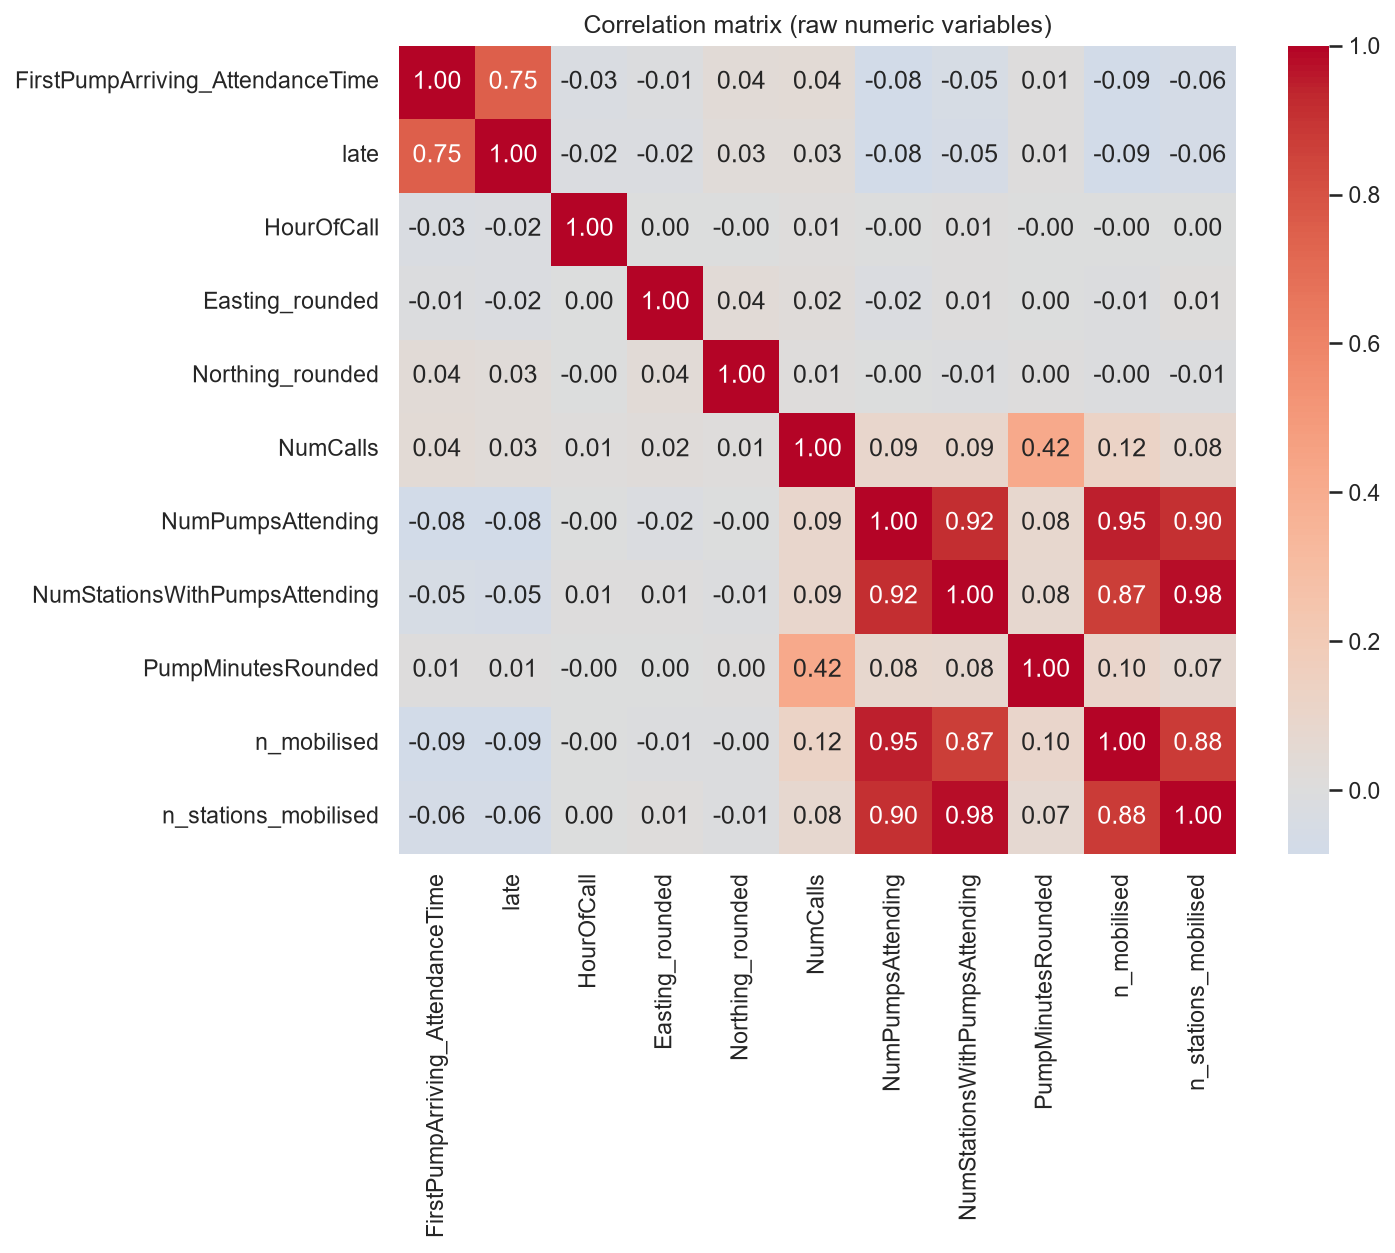 Correlation matrix (raw numeric variables)
FirstPumpArriving_AttendanceTime 1.00 0.75 -0.03 -0.01 0.04 0.04 -0.08 -0.05 0.01 -0.09 -0.06
late 0.75 1.00 -0.02 -0.02 0.03 0.03 -0.08 -0.05 0.01 -0.09 -0.06
HourOfCall -0.03 -0.02 1.00 0.00 -0.00 0.01 -0.00 0.01 -0.00 -0.00 0.00
Easting_rounded -0.01 -0.02 0.00 1.00 0.04 0.02 -0.02 0.01 0.00 -0.01 0.01
Northing_rounded 0.04 0.03 -0.00 0.04 1.00 0.01 -0.00 -0.01 0.00 -0.00 -0.01
NumCalls 0.04 0.03 0.01 0.02 0.01 1.00 0.09 0.09 0.42 0.12 0.08
NumPumpsAttending -0.08 -0.08 -0.00 -0.02 -0.00 0.09 1.00 0.92 0.08 0.95 0.90
NumStationsWithPumpsAttending -0.05 -0.05 0.01 0.01 -0.01 0.09 0.92 1.00 0.08 0.87 0.98
PumpMinutesRounded 0.01 0.01 -0.00 0.00 0.00 0.42 0.08 0.08 1.00 0.10 0.07
n_mobilised -0.09 -0.09 -0.00 -0.01 -0.00 0.12 0.95 0.87 0.10 1.00 0.88
n_stations_mobilised -0.06 -0.06 0.00 0.01 -0.01 0.08 0.90 0.98 0.07 0.88 1.00
FirstPumpArriving_AttendanceTime
late
HourOfCall
Easting_rounded
Northing_rounded
NumCalls
NumPumpsAttending
NumStationsWithPumpsAttending
PumpMinutesRounded
n_mobilised
n_stations_mobilised
1.0
0.8
0.6
0.4
0.2
0.0